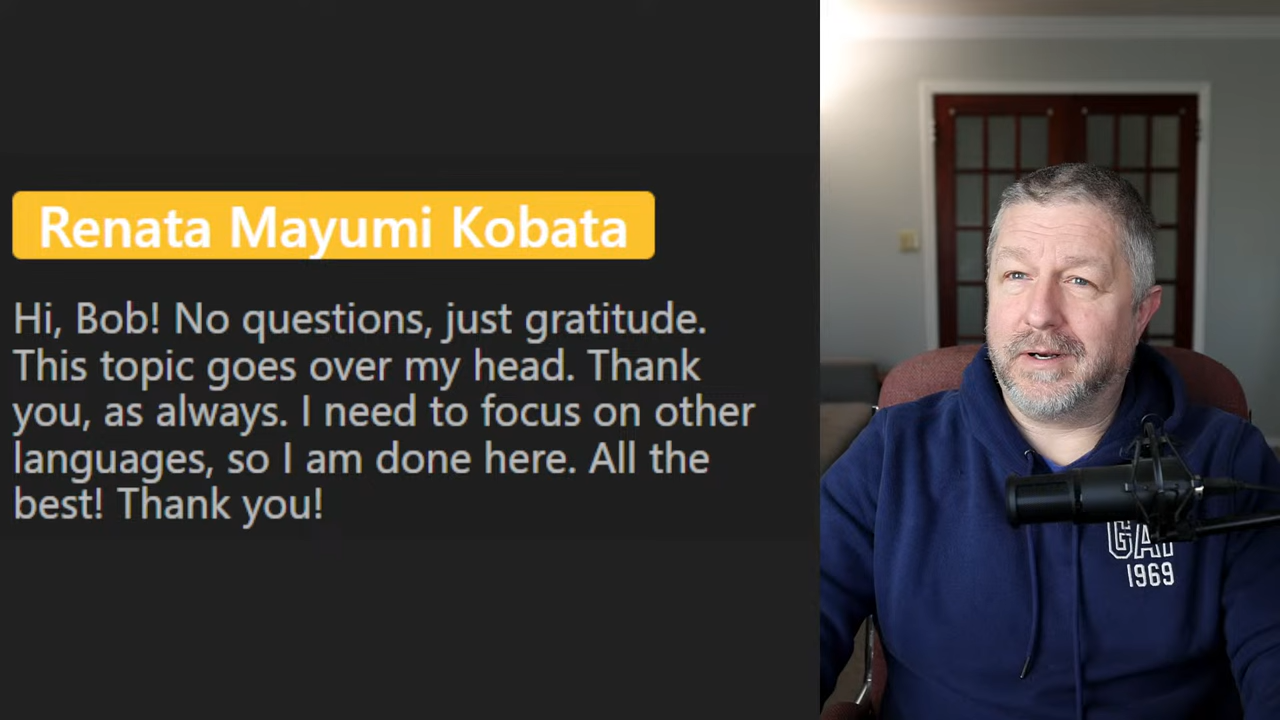 Renata Mayumi Kobata
Hi, Bob! No questions, just gratitude.
This topic goes over my head. Thank
you, as always. I need to focus on other
languages, so I am done here. All the
best! Thank you!
GAP
1969